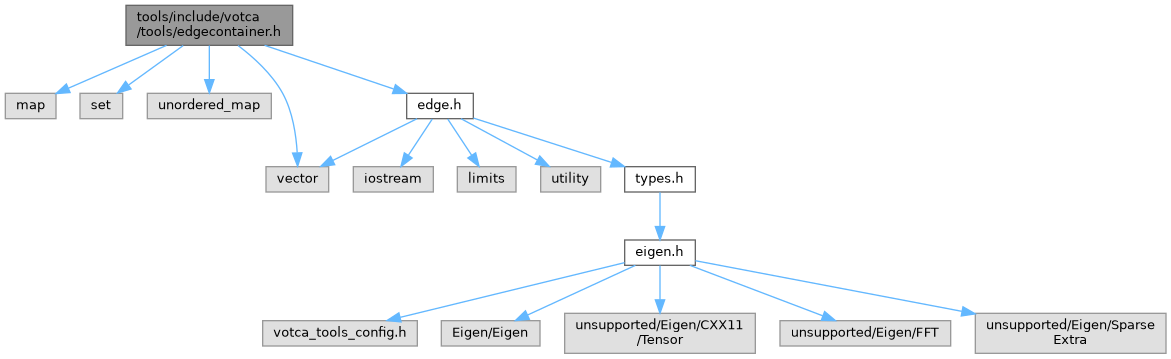 tools/include/votca
/tools/edgecontainer.h
map
set
unordered_map
edge.h
vector
iostream
limits
utility
types.h
eigen.h
votca_tools_config.h
Eigen/Eigen
unsupported/Eigen/CXX11
/Tensor
unsupported/Eigen/FFT
unsupported/Eigen/Sparse
Extra